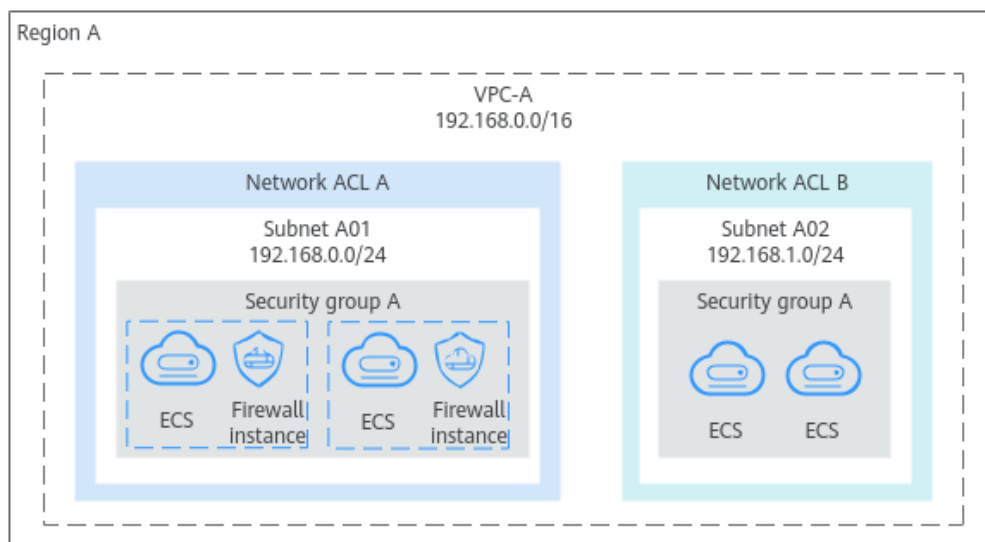 Region A
VPC-A
192.168.0.0/16
Network ACL A
Subnet A01
192.168.0.0/24
Security group A
ECS
Firewall
instance
ECS
Firewall
instance
Network ACL B
Subnet A02
192.168.1.0/24
Security group A
ECS
ECS